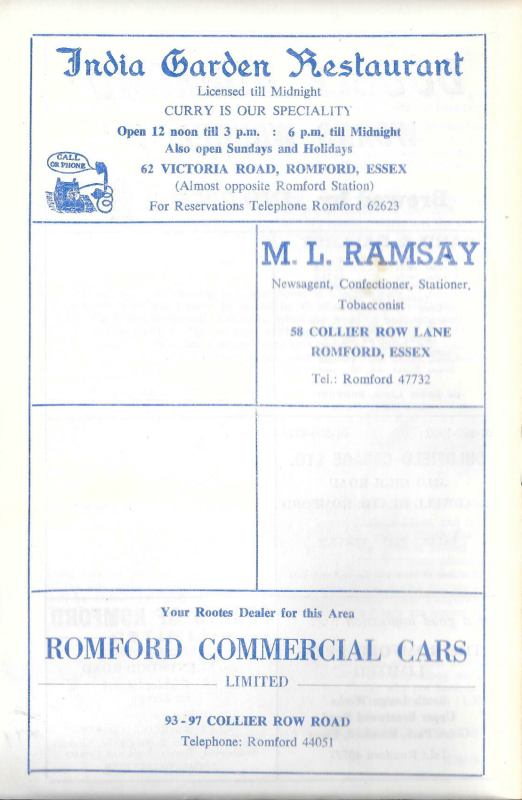 India Garden Restaurant
Licensed till Midnight
CURRY IS OUR SPECIALITY
Open 12 noon till 3 p.m. : 6 p.m. till Midnight
Also open Sundays and Holidays
CALL
OR PHONE
62 VICTORIA ROAD, ROMFORD, ESSEX
(Almost opposite Romford Station)
For Reservations Telephone Romford 62623
M. L. RAMSAY
Newsagent, Confectioner, Stationer,
Tobacconist
58 COLLIER ROW LANE
ROMFORD, ESSEX
Tel.: Romford 47732
Your Rootes Dealer for this Area
ROMFORD COMMERCIAL CARS
LIMITED
93-97 COLLIER ROW ROAD
Telephone: Romford 44051